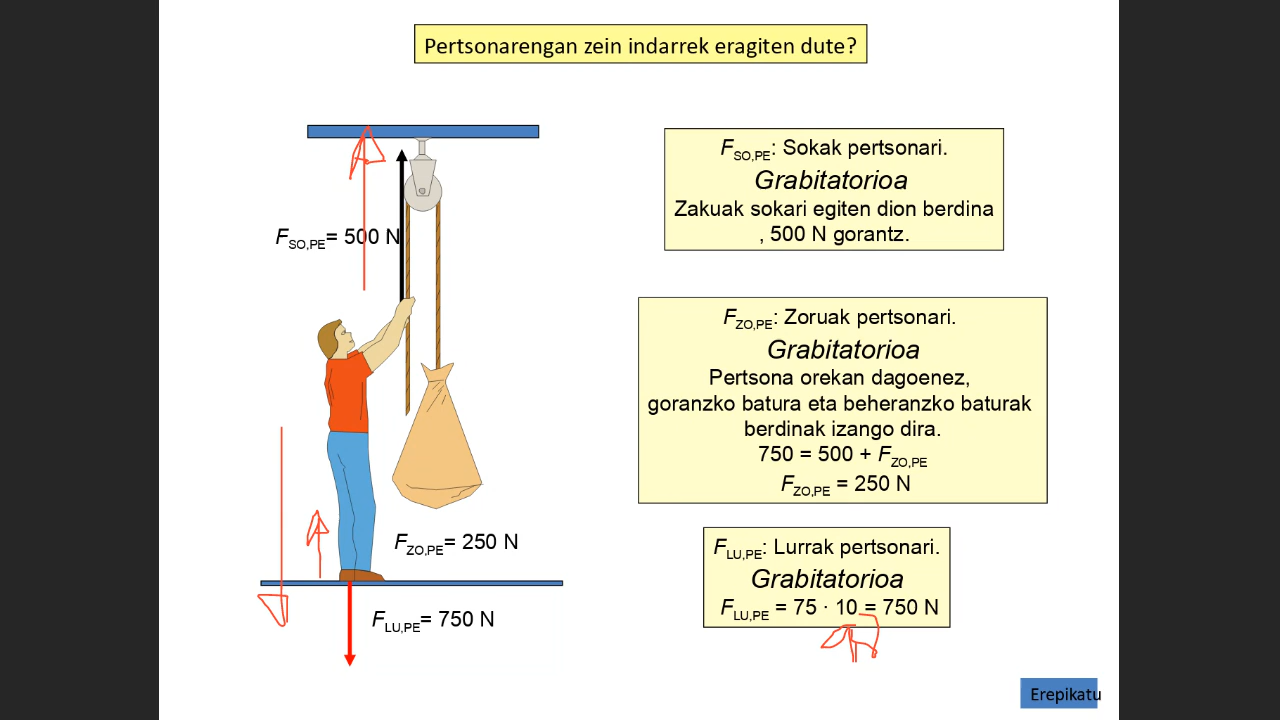 Pertsonarengan zein indarrek eragiten dute?
FSO,PE= 500 N
FZO,PE= 250 N
FLU,PE= 750 N
FSO,PE: Sokak pertsonari.
Grabitatorioa
Zakuak sokari egiten dion berdina
, 500 N gorantz.
FZO,PE: Zoruak pertsonari.
Grabitatorioa
Pertsona orekan dagoenez,
goranzko batura eta beheranzko baturak
berdinak izango dira.
750 = 500 + FZO,PE
FZO,PE = 250 N
FLU,PE: Lurrak pertsonari.
Grabitatorioa
FLU,PE = 75 · 10 = 750 N
Erepikatu